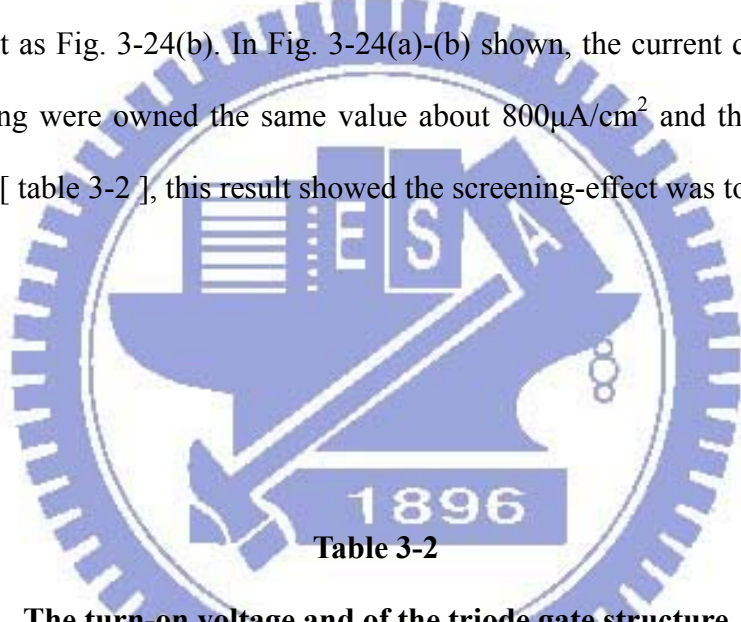 t as Fig. 3-24(b). In Fig. 3-24(a)-(b) shown, the current d
ng were owned the same value about 800μA/cm² and th
[ table 3-2 ], this result showed the screening-effect was to
E S A
1896
Table 3-2
The turn-on voltage and of the triode gate structure